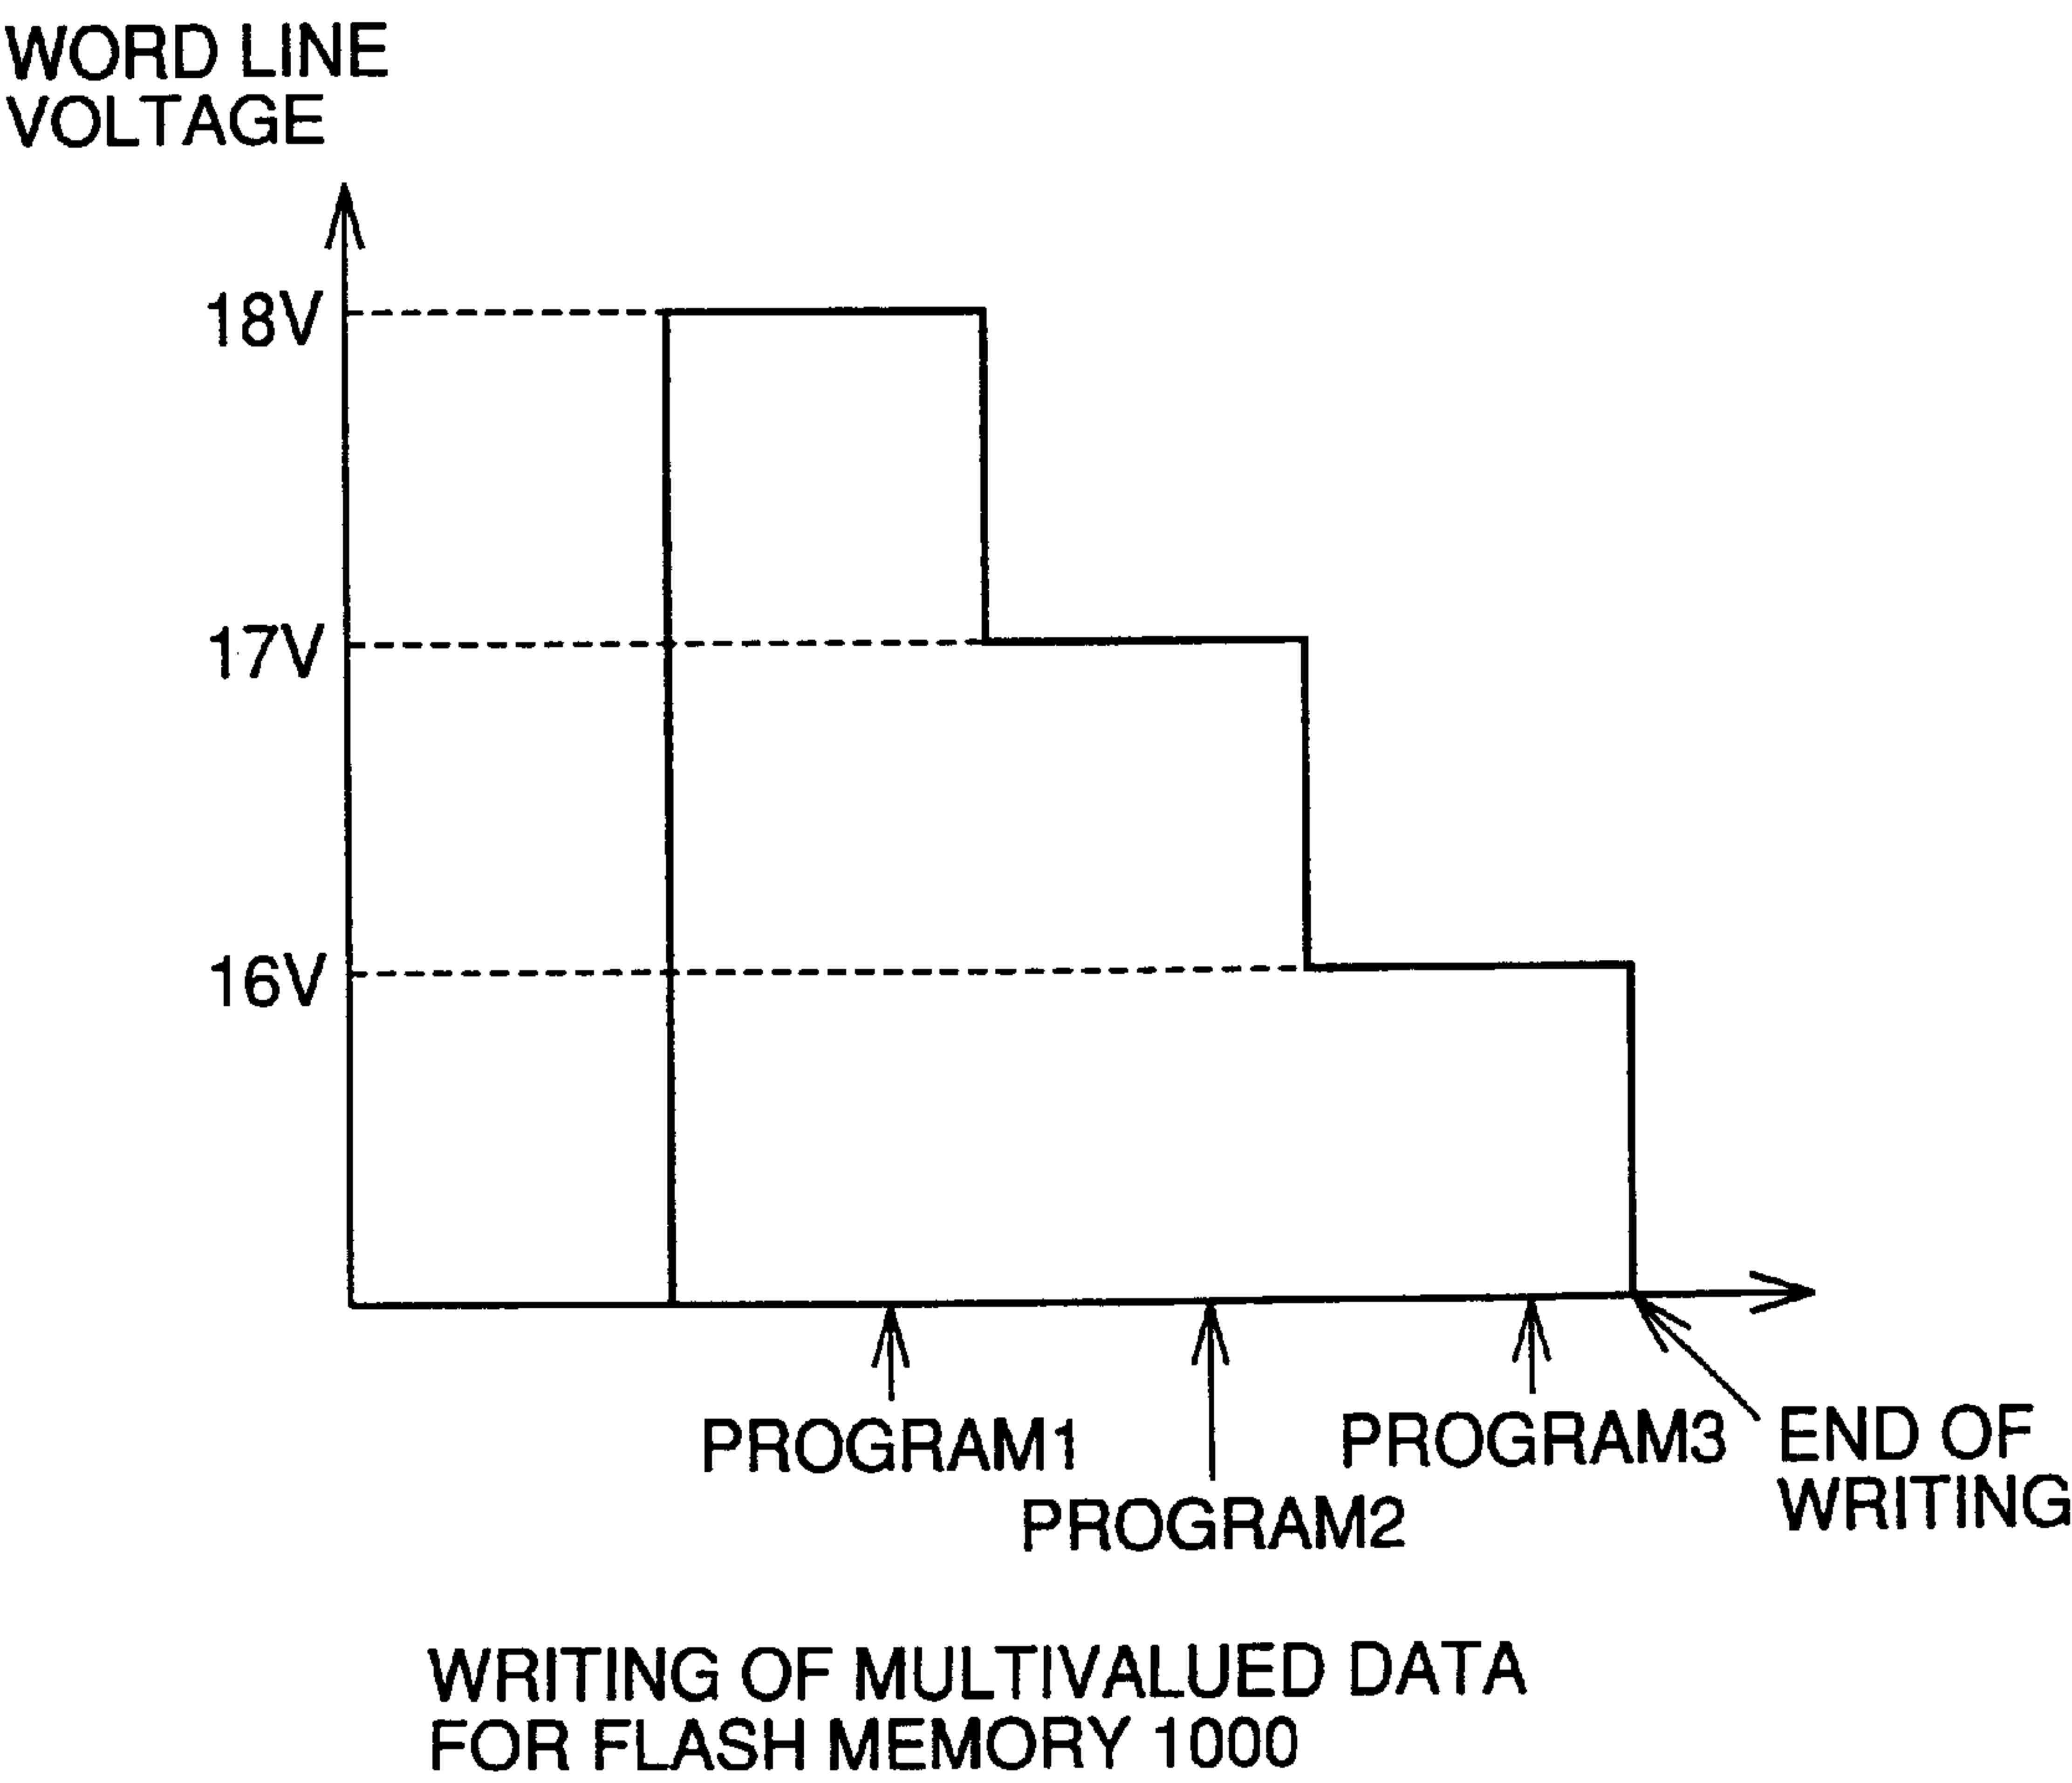 WORD LINE
VOLTAGE
18V
17V
16V
PROGRAM1
PROGRAM2
PROGRAM3
END OF
WRITING
WRITING OF MULTIVALUED DATA
FOR FLASH MEMORY 1000